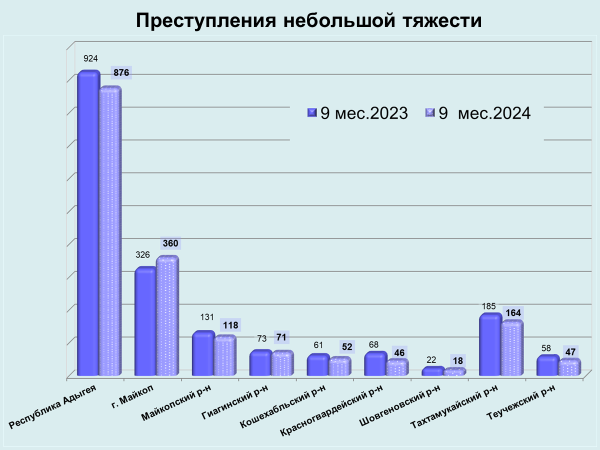 Преступления небольшой тяжести
9 мес.2023
9 мес.2024
924
876
326
360
131
118
73
71
61
52
68
46
22
18
185
164
58
47
Республика Адыгея
г. Майкоп
Майкопский р-н
Гиагинский р-н
Кошехабльский р-н
Красногвардейский р-н
Шовгеновский р-н
Тахтамукайский р-н
Теучежский р-н